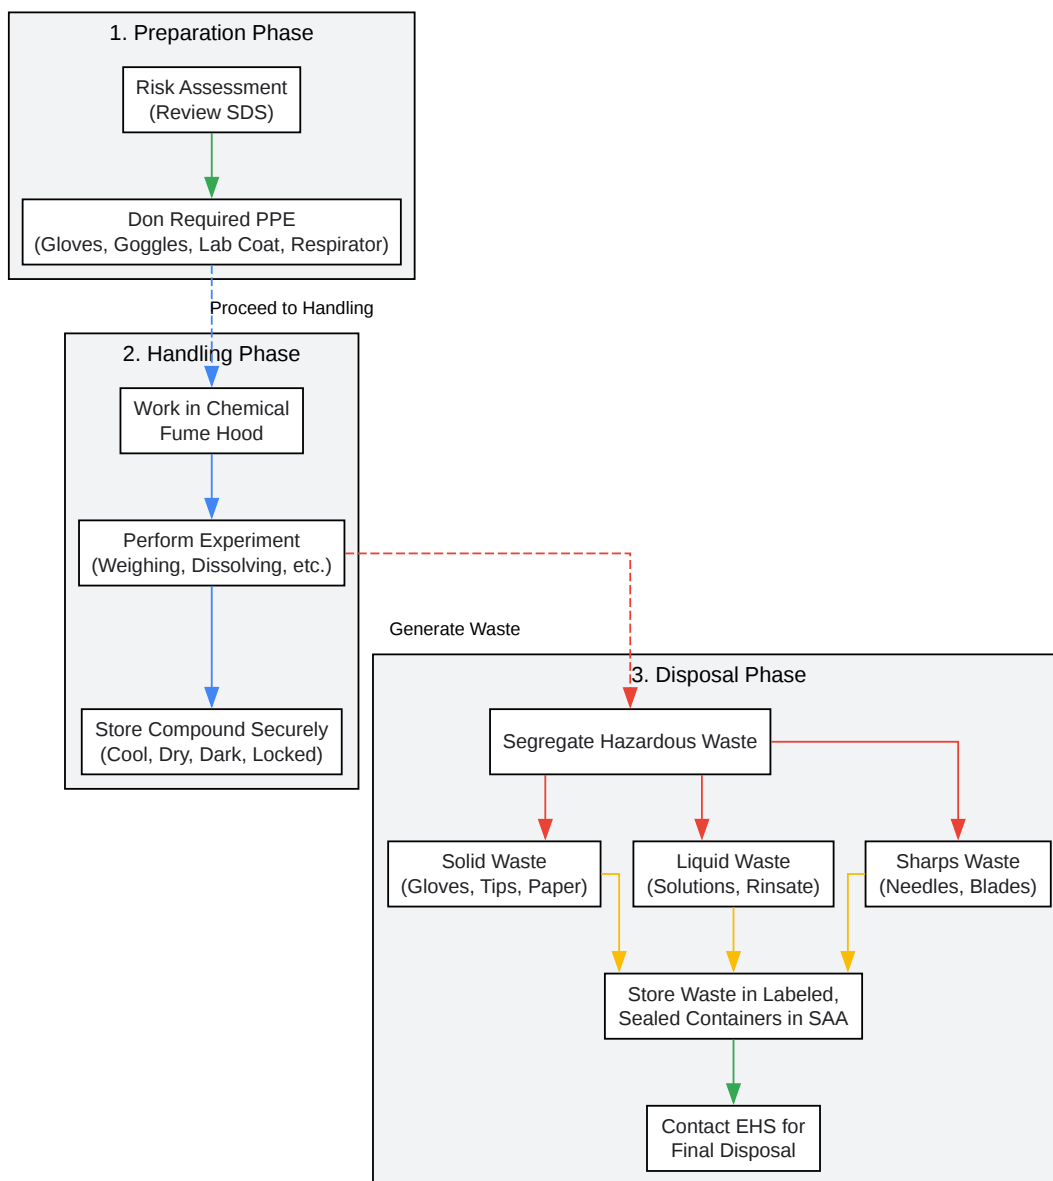 1. Preparation Phase
Risk Assessment
(Review SDS)
Don Required PPE
(Gloves, Goggles, Lab Coat, Respirator)
Proceed to Handling
2. Handling Phase
Work in Chemical
Fume Hood
Perform Experiment
(Weighing, Dissolving, etc.)
Store Compound Securely
(Cool, Dry, Dark, Locked)
Generate Waste
3. Disposal Phase
Segregate Hazardous Waste
Solid Waste
(Gloves, Tips, Paper)
Liquid Waste
(Solutions, Rinsate)
Sharps Waste
(Needles, Blades)
Store Waste in Labeled,
Sealed Containers in SAA
Contact EHS for
Final Disposal